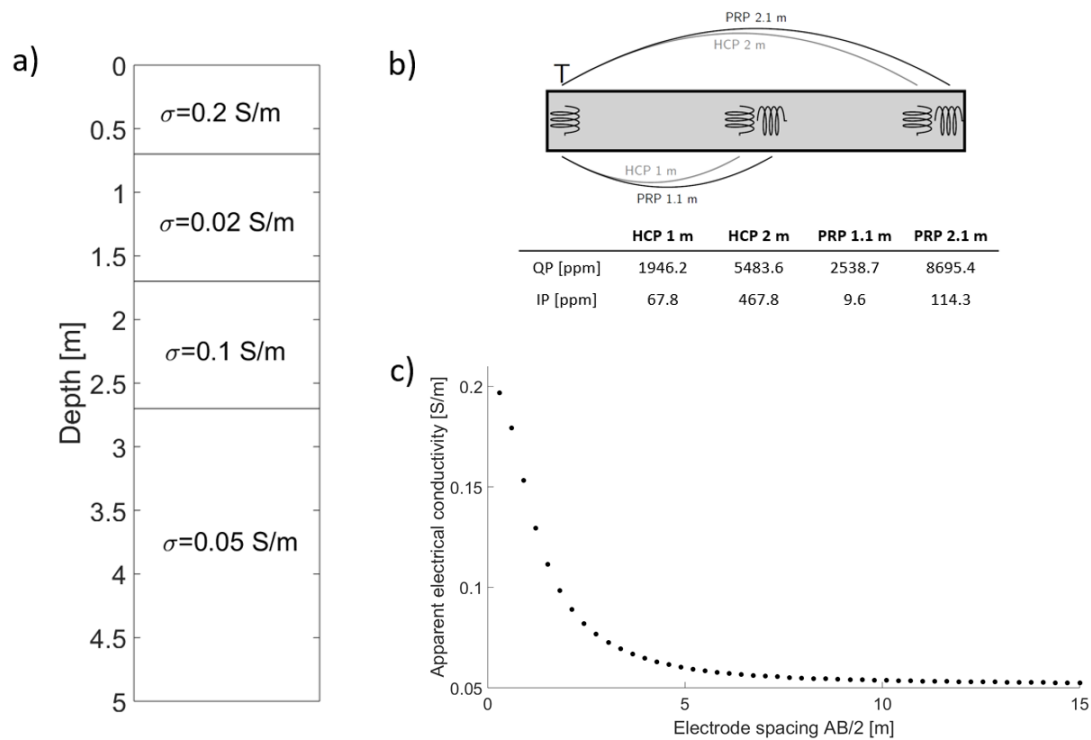 a)
0
0.5
1
1.5
2
2.5
3
3.5
4
4.5
5
Depth [m]
σ=0.2 S/m
σ=0.02 S/m
σ=0.1 S/m
σ=0.05 S/m
b)
PRP 2.1 m
HCP 2 m
T
HCP 1 m
PRP 1.1 m
HCP 1 m HCP 2 m PRP 1.1 m PRP 2.1 m
QP [ppm] 1946.2 5483.6 2538.7 8695.4
IP [ppm] 67.8 467.8 9.6 114.3
c)
Apparent electrical conductivity [S/m]
0.2
0.15
0.1
0.05
0 5 10 15
Electrode spacing AB/2 [m]